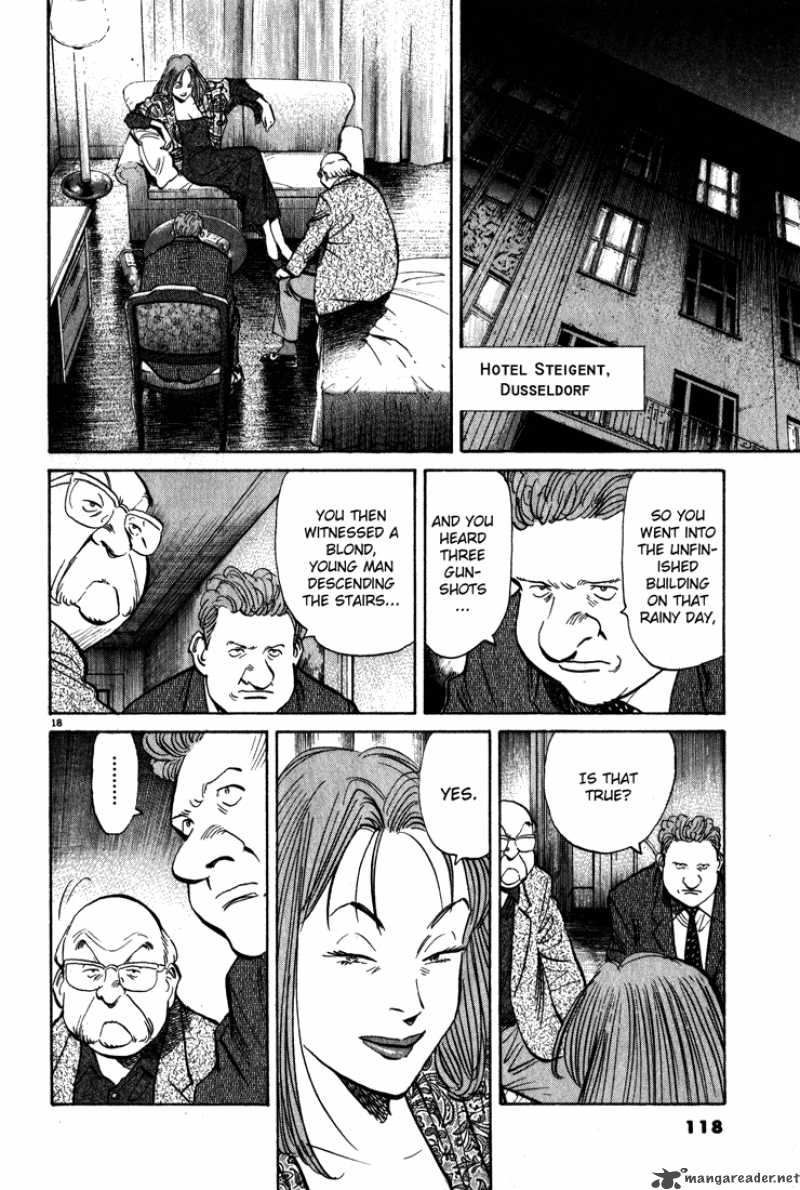 HOTEL STEIGENT,
DUSSELDORF
SO YOU
WENT INTO
THE UNFIN-
ISHED
BUILDING
ON THAT
RAINY DAY,
AND YOU
HEARD
THREE
GUN-
SHOTS
...
YOU THEN
WITNESSED A
BLOND,
YOUNG MAN
DESCENDING
THE STAIRS...
18
IS THAT
TRUE?
YES.
........
118
mangareader.net